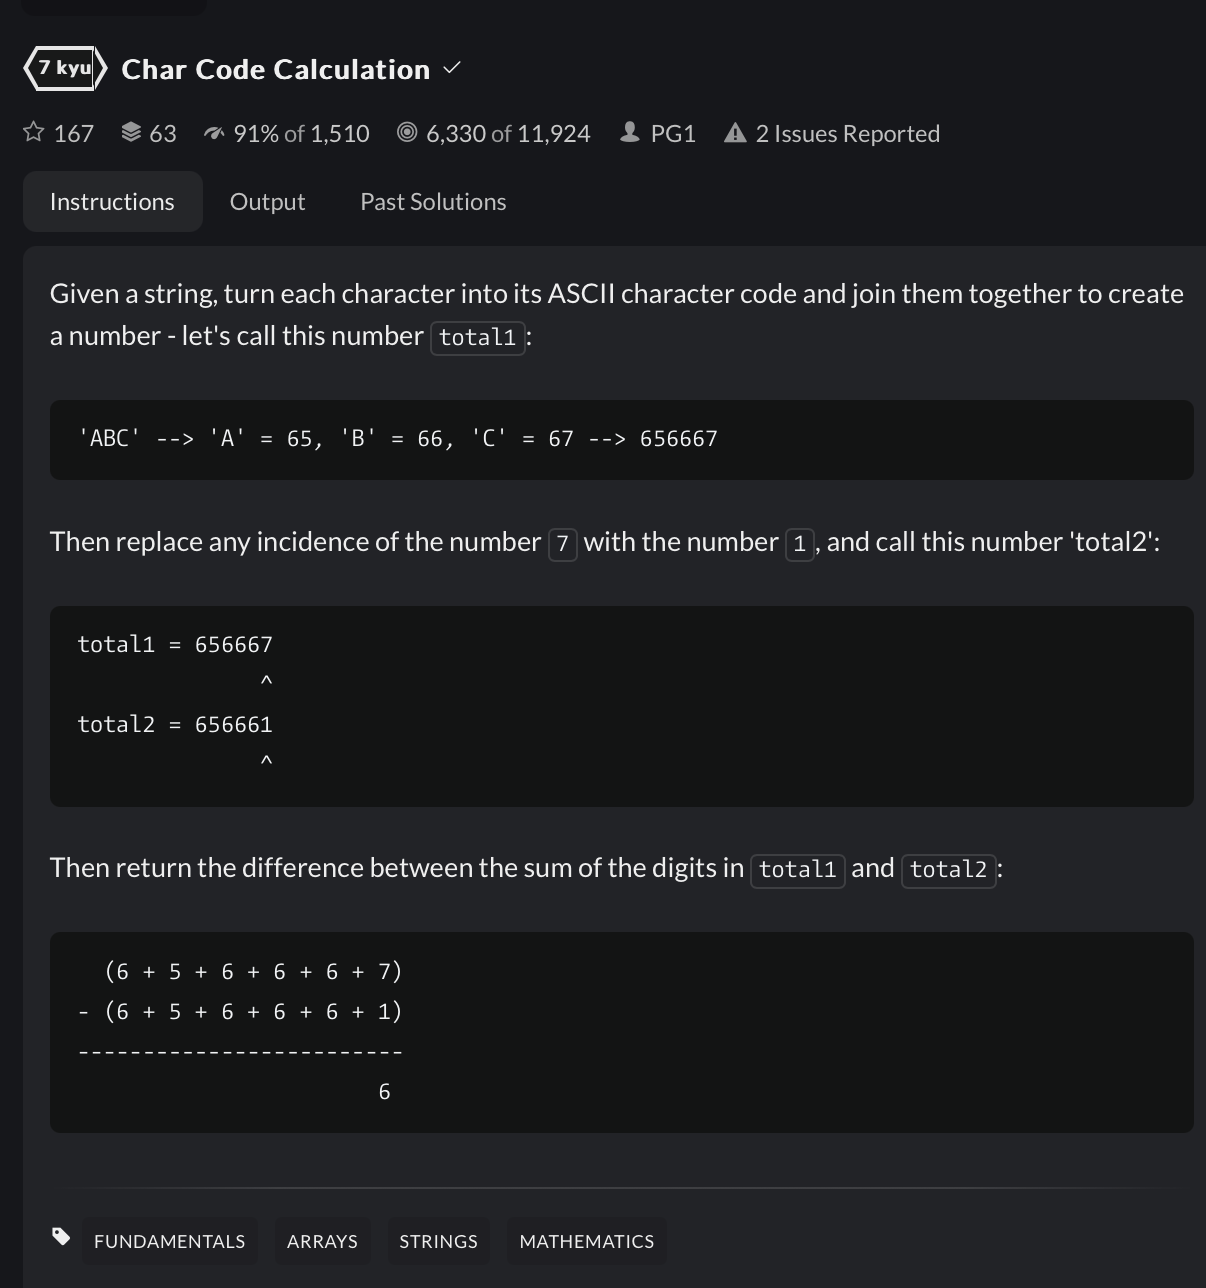 7 kyu Char Code Calculation
167 63 91% of 1,510 6,330 of 11,924 PG1 2 Issues Reported
Instructions Output Past Solutions
Given a string, turn each character into its ASCII character code and join them together to create
a number - let's call this number total1:
'ABC' --> 'A' = 65, 'B' = 66, 'C' = 67 --> 656667
Then replace any incidence of the number 7 with the number 1, and call this number 'total2':
total1 = 656667
^
total2 = 656661
^
Then return the difference between the sum of the digits in total1 and total2:
(6 + 5 + 6 + 6 + 6 + 7)
- (6 + 5 + 6 + 6 + 6 + 1)
-------------------------
6
FUNDAMENTALS ARRAYS STRINGS MATHEMATICS